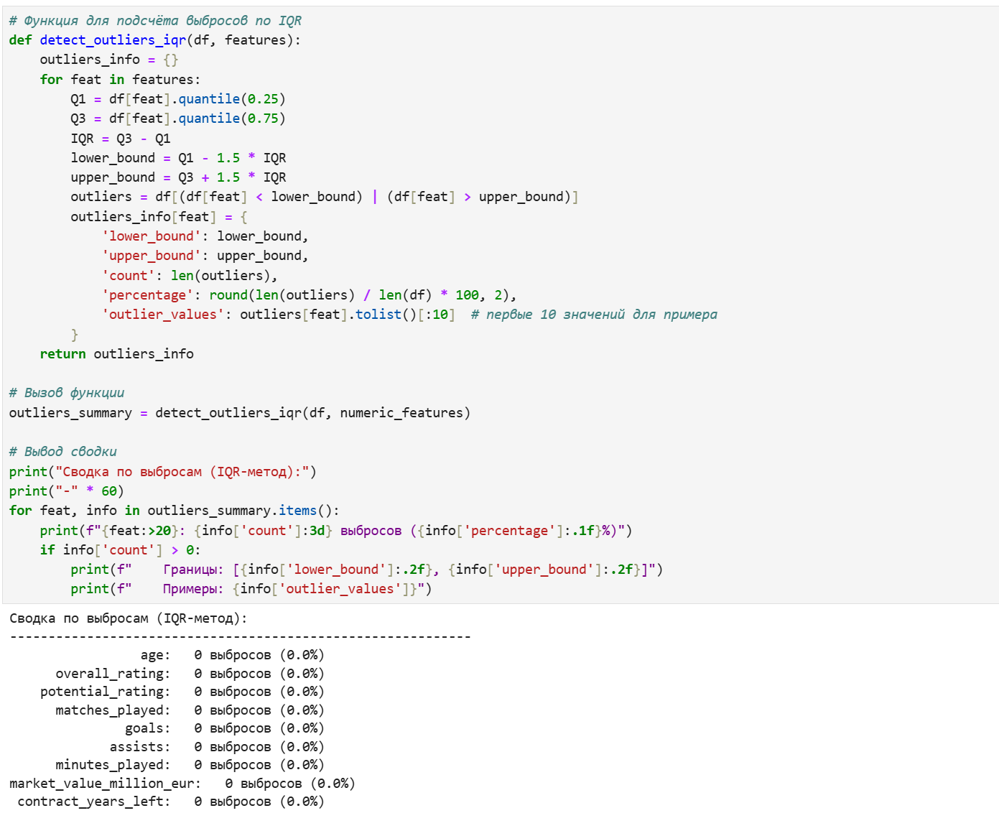 # Функция для подсчёта выбросов по IQR
def detect_outliers_iqr(df, features):
    outliers_info = {}
    for feat in features:
        Q1 = df[feat].quantile(0.25)
        Q3 = df[feat].quantile(0.75)
        IQR = Q3 - Q1
        lower_bound = Q1 - 1.5 * IQR
        upper_bound = Q3 + 1.5 * IQR
        outliers = df[(df[feat] < lower_bound) | (df[feat] > upper_bound)]
        outliers_info[feat] = {
            'lower_bound': lower_bound,
            'upper_bound': upper_bound,
            'count': len(outliers),
            'percentage': round(len(outliers) / len(df) * 100, 2),
            'outlier_values': outliers[feat].tolist()[:10]  # первые 10 значений для примера
        }
    return outliers_info

# Вызов функции
outliers_summary = detect_outliers_iqr(df, numeric_features)

# Вывод сводки
print("Сводка по выбросам (IQR-метод):")
print("-" * 60)
for feat, info in outliers_summary.items():
    print(f"{feat:>20}: {info['count']:3d} выбросов ({info['percentage']:.1f}%)")
    if info['count'] > 0:
        print(f"    Границы: [{info['lower_bound']:.2f}, {info['upper_bound']:.2f}]")
        print(f"    Примеры: {info['outlier_values']}")
Сводка по выбросам (IQR-метод):
------------------------------------------------------------
                 age:   0 выбросов (0.0%)
      overall_rating:   0 выбросов (0.0%)
    potential_rating:   0 выбросов (0.0%)
      matches_played:   0 выбросов (0.0%)
               goals:   0 выбросов (0.0%)
             assists:   0 выбросов (0.0%)
      minutes_played:   0 выбросов (0.0%)
market_value_million_eur:   0 выбросов (0.0%)
 contract_years_left:   0 выбросов (0.0%)